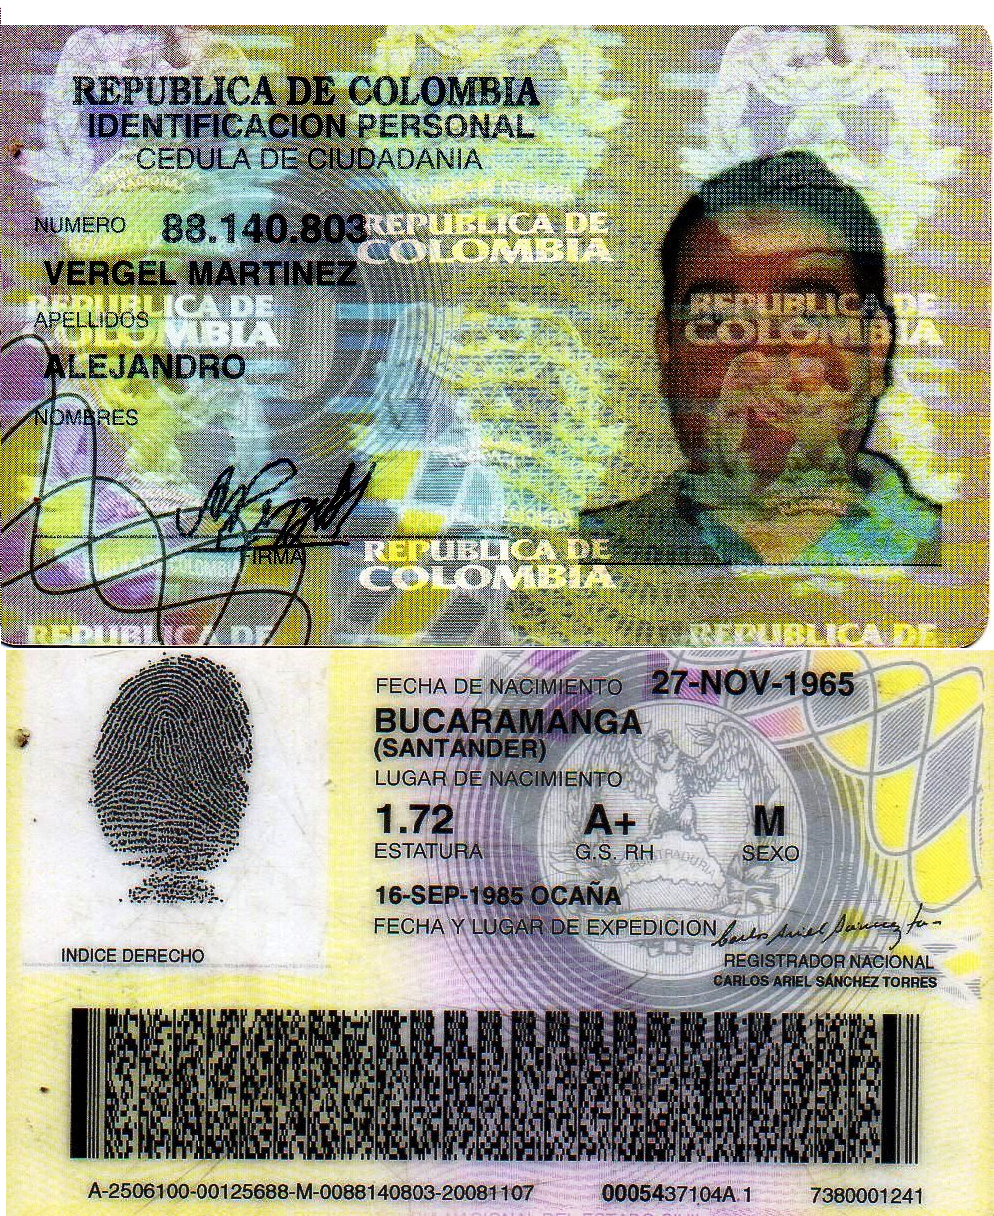 REPUBLICA DE COLOMBIA
IDENTIFICACION PERSONAL
CEDULA DE CIUDADANIA
NUMERO 88.140.803
VERGEL MARTINEZ
APELLIDOS
ALEJANDRO
NOMBRES
FIRMA
REPUBLICA DE
COLOMBIA
REPUBLICA DE
COLOMBIA
REPUBLICA DE
COLOMBIA
REPUBLICA DE
COLOMBIA
REPUBLICA DE
REPUBLICA DE
FECHA DE NACIMIENTO 27-NOV-1965
BUCARAMANGA
(SANTANDER)
LUGAR DE NACIMIENTO
1.72 A+ M
ESTATURA G.S. RH SEXO
16-SEP-1985 OCAÑA
FECHA Y LUGAR DE EXPEDICION
REGISTRADOR NACIONAL
CARLOS ARIEL SÁNCHEZ TORRES
INDICE DERECHO
A-2506100-00125688-M-0088140803-20081107 0005437104A 1 7380001241